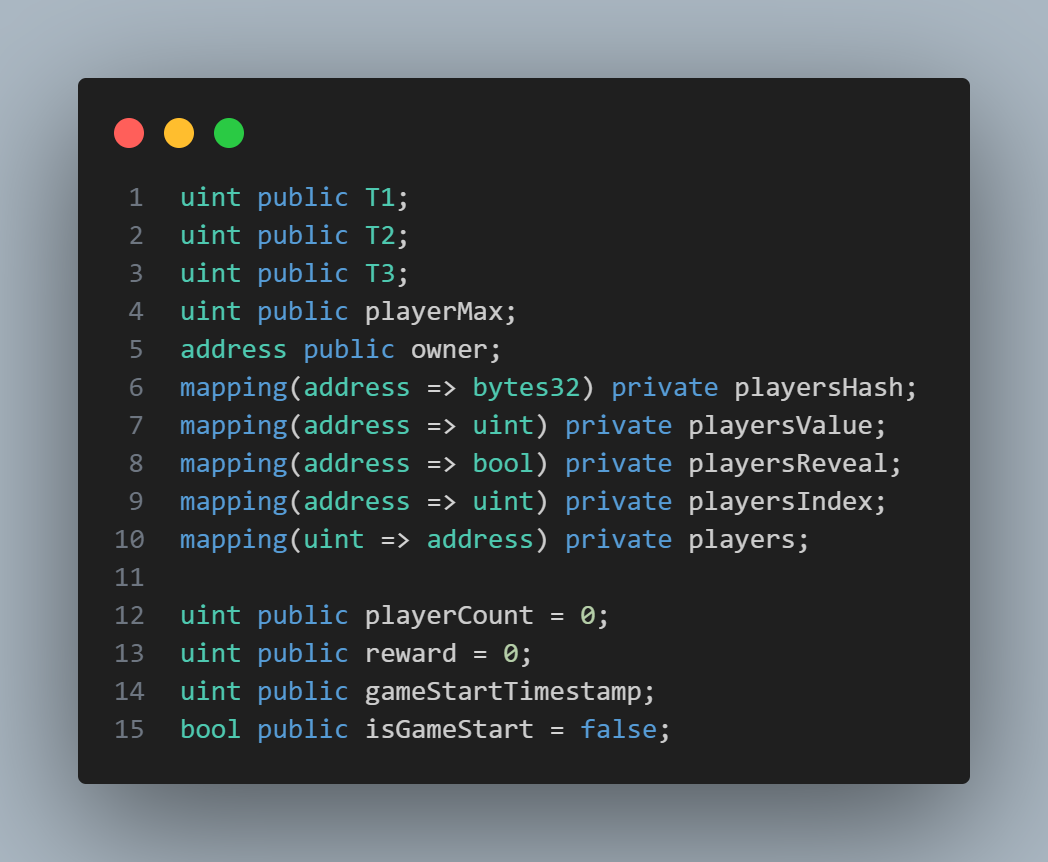 1 uint public T1;
2 uint public T2;
3 uint public T3;
4 uint public playerMax;
5 address public owner;
6 mapping(address => bytes32) private playersHash;
7 mapping(address => uint) private playersValue;
8 mapping(address => bool) private playersReveal;
9 mapping(address => uint) private playersIndex;
10 mapping(uint => address) private players;
11
12 uint public playerCount = 0;
13 uint public reward = 0;
14 uint public gameStartTimestamp;
15 bool public isGameStart = false;